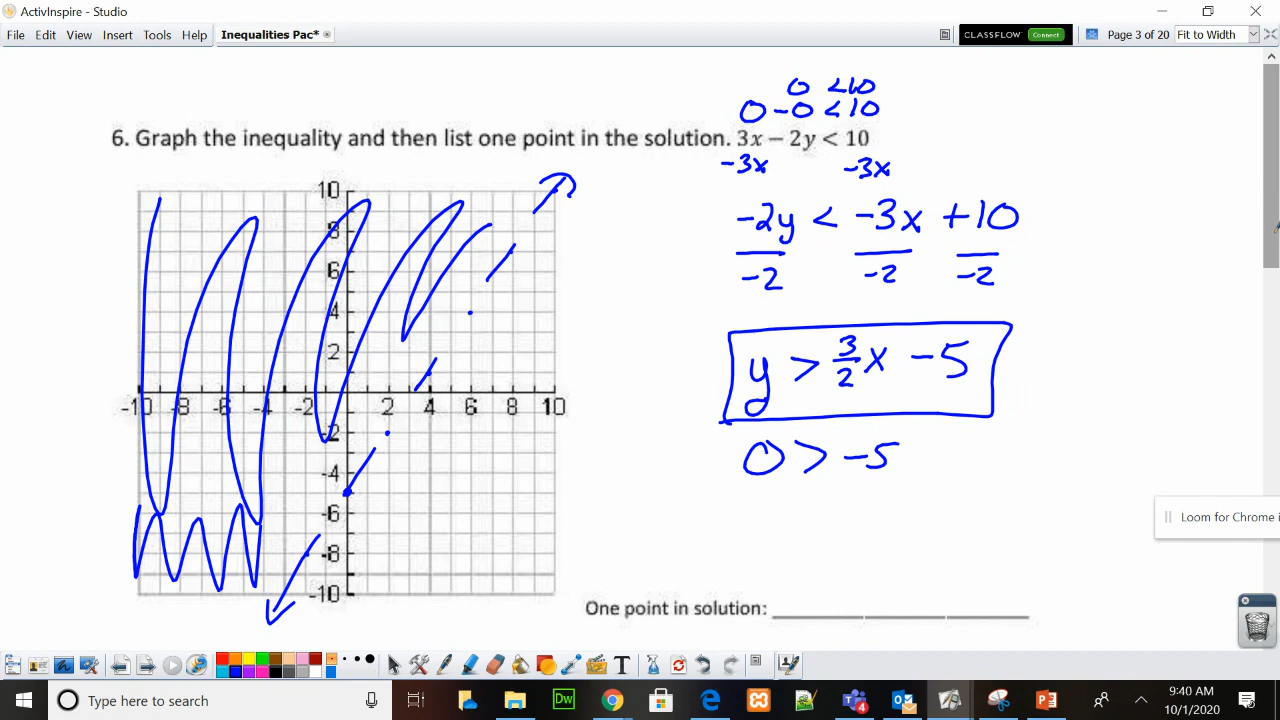 ActivInspire - Studio
File Edit View Insert Tools Help Inequalities Pac*
CLASSFLOW Connect Page 3 of 20 Fit to Width
0 < 10
0 - 0 < 10
6. Graph the inequality and then list one point in the solution. 3x − 2y < 10
-3x -3x
-2y < -3x + 10
-2 -2 -2
y > 3/2 x - 5
0 > -5
10
8
6
4
2
-10 -8 -6 -4 -2 2 4 6 8 10
-2
-4
-6
-8
-10
Loom for Chrome i
One point in solution: ____________
Type here to search
9:40 AM
10/1/2020